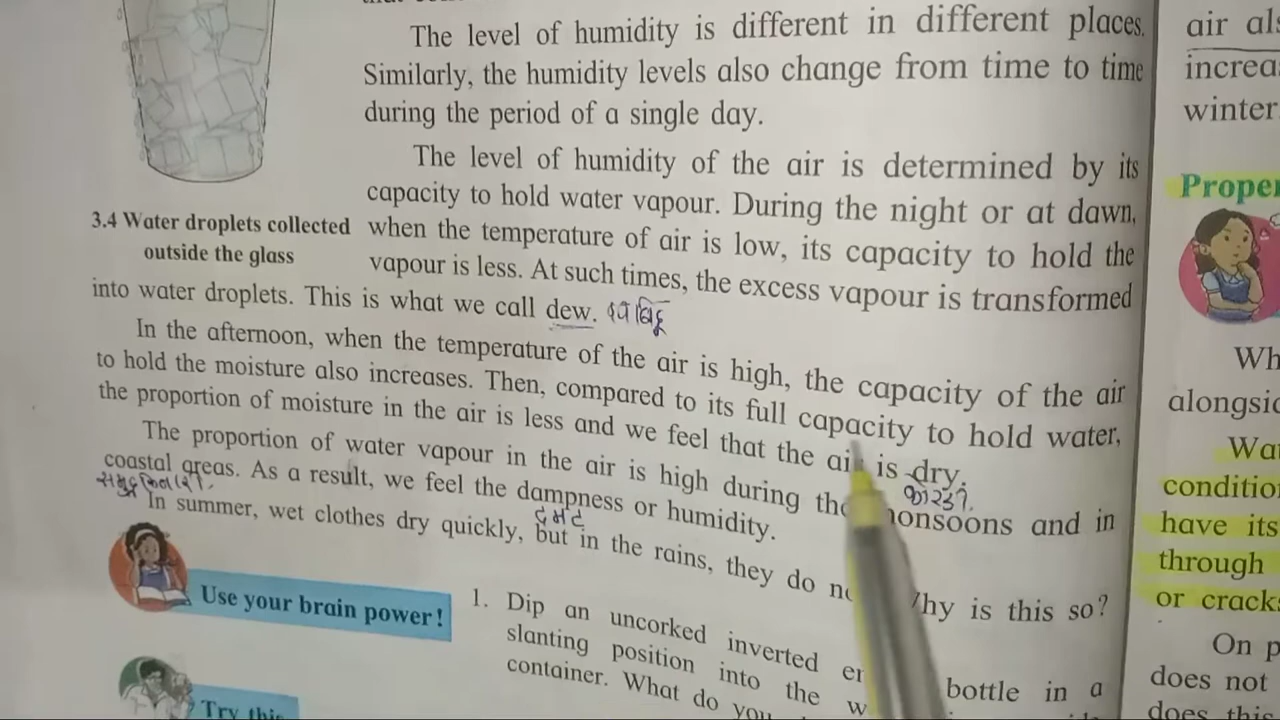 The level of humidity is different in different places.
Similarly, the humidity levels also change from time to time
during the period of a single day.
The level of humidity of the air is determined by its
capacity to hold water vapour. During the night or at dawn,
when the temperature of air is low, its capacity to hold the
vapour is less. At such times, the excess vapour is transformed
into water droplets. This is what we call dew.
3.4 Water droplets collected
outside the glass
In the afternoon, when the temperature of the air is high, the capacity of the air
to hold the moisture also increases. Then, compared to its full capacity to hold water,
the proportion of moisture in the air is less and we feel that the air is dry.
The proportion of water vapour in the air is high during the monsoons and in
coastal areas. As a result, we feel the dampness or humidity.
In summer, wet clothes dry quickly, but in the rains, they do Why is this so?
Use your brain power!
1. Dip an uncorked inverted bottle in a
slanting position into the
container. What do you
Try this
air als
increa
winter.
Proper
Wh
alongsid
Wat
conditio
have its
through
or crack
On p
does not
does this